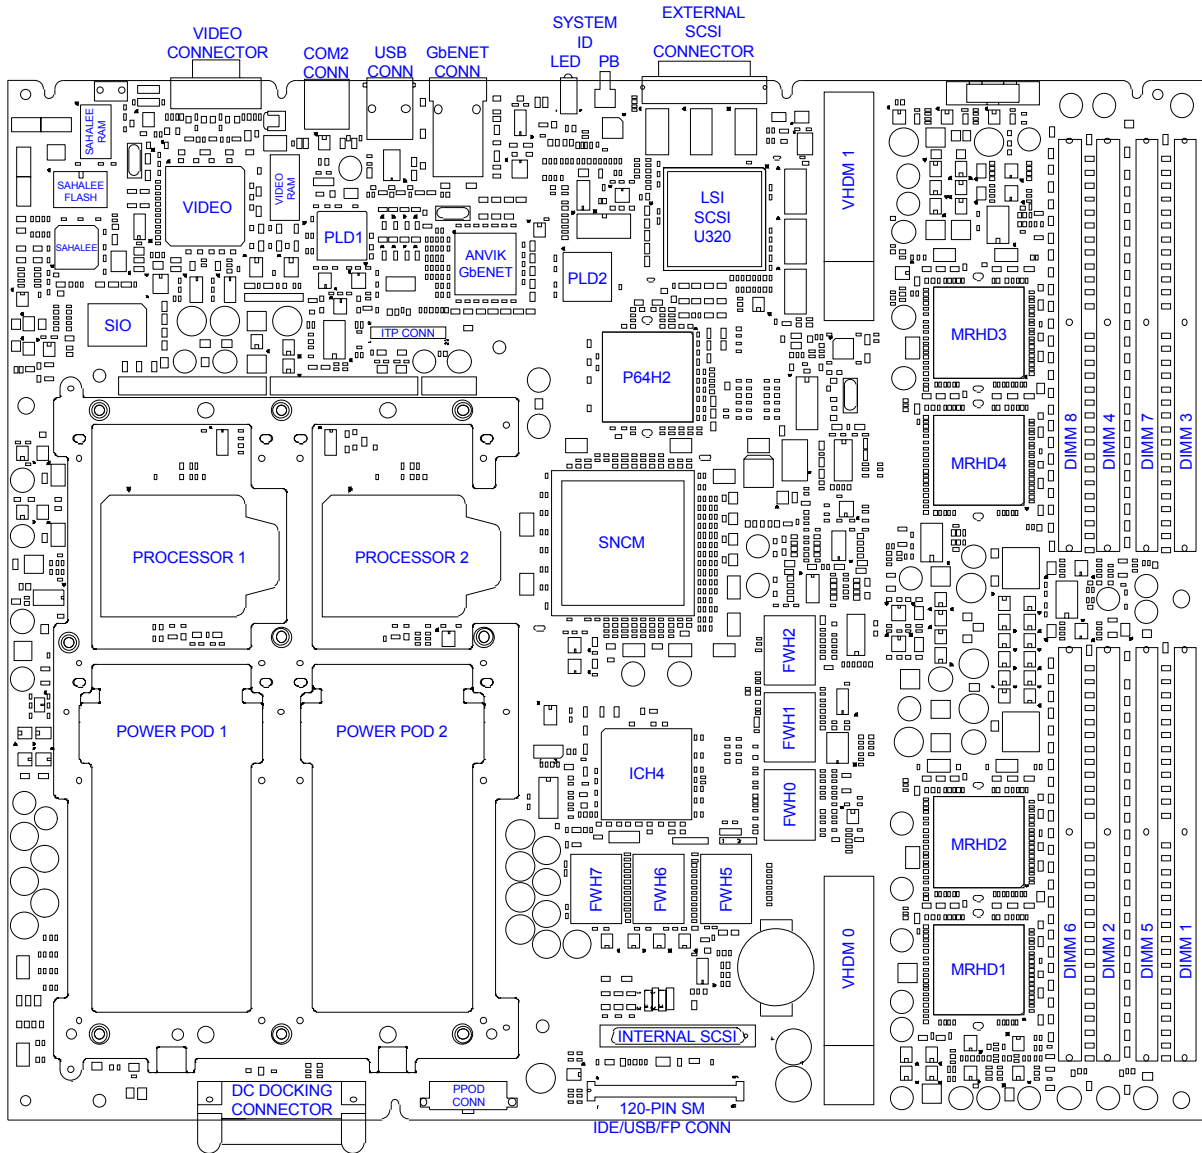 VIDEO
CONNECTOR
COM2
CONN
USB
CONN
GbENET
CONN
SYSTEM
ID
LED
PB
EXTERNAL
SCSI
CONNECTOR
SAHALEE
RAM
SAHALEE
FLASH
SAHALEE
VIDEO
VIDEO
RAM
PLD1
ANVIK
GbENET
PLD2
LSI
SCSI
U320
VHDM 1
SIO
ITP CONN
P64H2
MRHD3
MRHD4
DIMM 8
DIMM 4
DIMM 7
DIMM 3
PROCESSOR 1
PROCESSOR 2
SNCM
FWH2
FWH1
FWH0
POWER POD 1
POWER POD 2
ICH4
FWH7
FWH6
FWH5
MRHD2
MRHD1
VHDM 0
DIMM 6
DIMM 2
DIMM 5
DIMM 1
INTERNAL SCSI
DC DOCKING
CONNECTOR
PPOD
CONN
120-PIN SM
IDE/USB/FP CONN